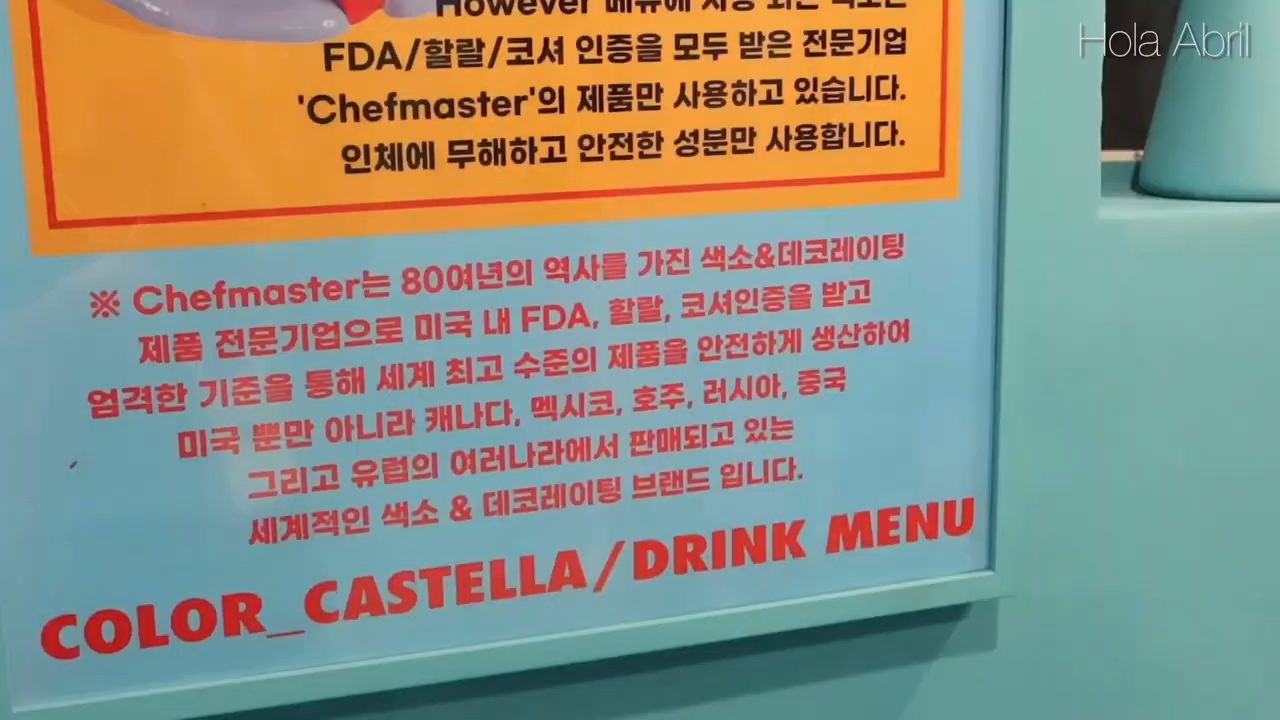 However 메뉴에 사용 되는 색소는
FDA/할랄/코셔 인증을 모두 받은 전문기업
'Chefmaster'의 제품만 사용하고 있습니다.
인체에 무해하고 안전한 성분만 사용합니다.
※ Chefmaster는 80여년의 역사를 가진 색소&데코레이팅
제품 전문기업으로 미국 내 FDA, 할랄, 코셔인증을 받고
엄격한 기준을 통해 세계 최고 수준의 제품을 안전하게 생산하여
미국 뿐만 아니라 캐나다, 멕시코, 호주, 러시아, 중국
그리고 유럽의 여러나라에서 판매되고 있는
세계적인 색소 & 데코레이팅 브랜드 입니다.
COLOR_CASTELLA/DRINK MENU
Hola Abril